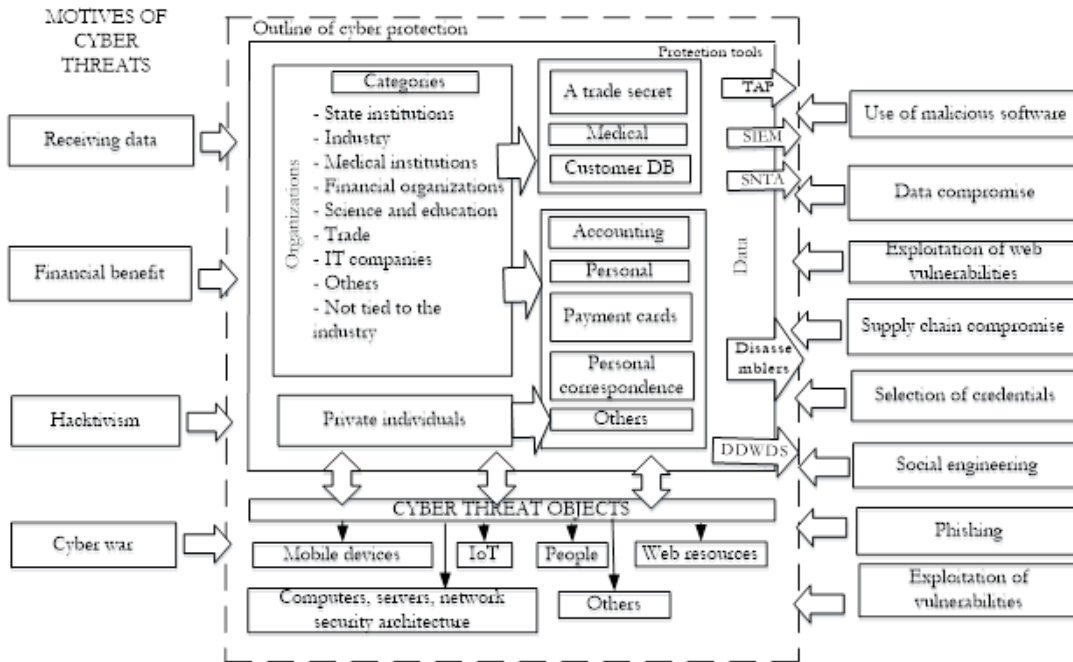 MOTIVES OF
CYBER
THREATS
Receiving data
Financial benefit
Hacktivism
Cyber war
Outline of cyber protection
Protection tools
Organizations
Categories
- State institutions
- Industry
- Medical institutions
- Financial organizations
- Science and education
- Trade
- IT companies
- Others
- Not tied to the
industry
Private individuals
A trade secret
Medical
Customer DB
Accounting
Personal
Payment cards
Personal
correspondence
Others
Data
TAP
SIEM
SNTA
Disasse
mblers
DDWDS
CYBER THREAT OBJECTS
Mobile devices
IoT
People
Web resources
Computers, servers, network
security architecture
Others
Use of malicious software
Data compromise
Exploitation of web
vulnerabilities
Supply chain compromise
Selection of credentials
Social engineering
Phishing
Exploitation of
vulnerabilities